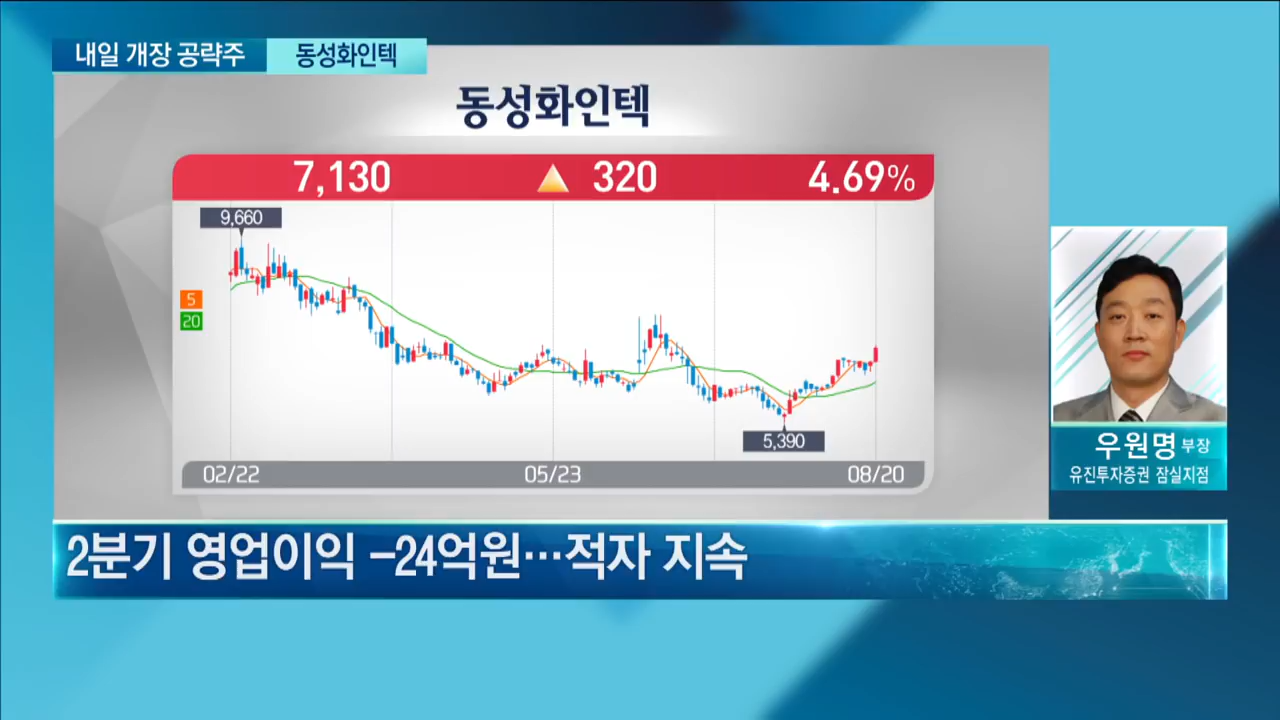 내일 개장 공략주 동성화인텍
동성화인텍
7,130 ▲ 320 4.69%
9,660
5
20
5,390
02/22 05/23 08/20
우원명 부장
유진투자증권 잠실지점
2분기 영업이익 -24억원…적자 지속